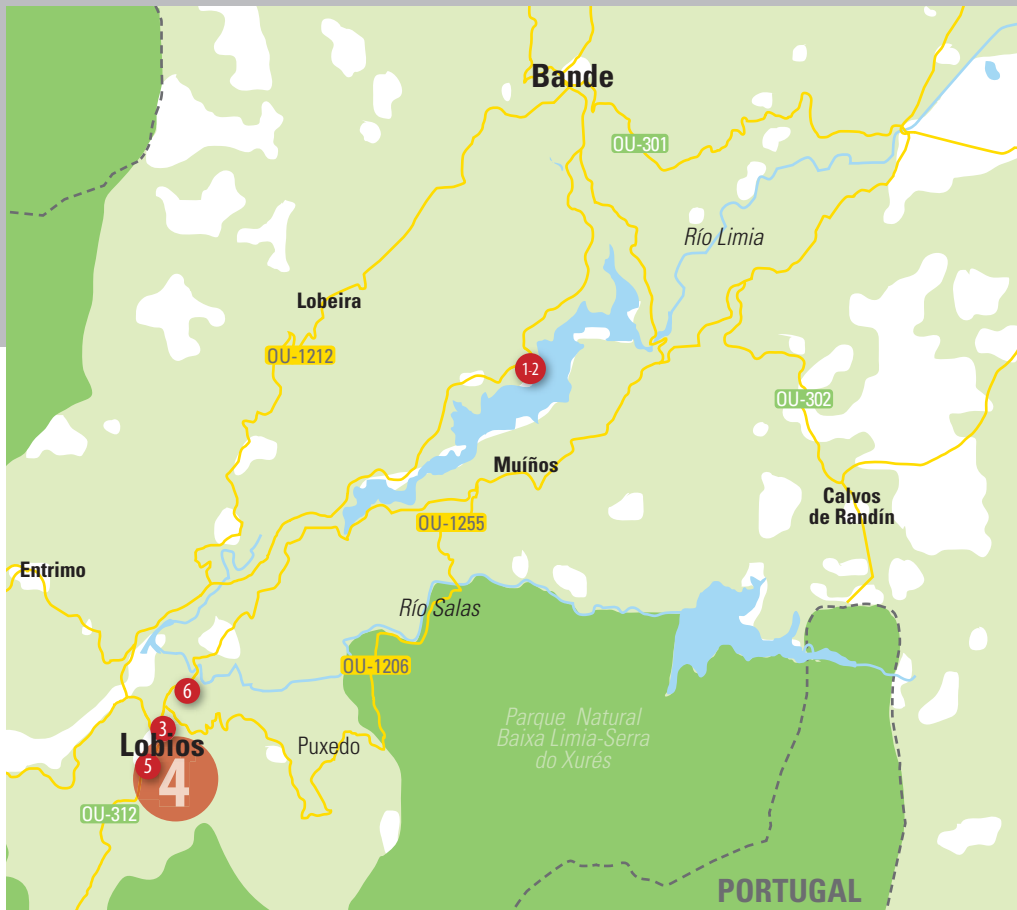 Bande
OU-301
Río Limia
Lobeira
OU-1212
1-2
OU-302
Muíños
Calvos
de Randín
OU-1255
Entrimo
Río Salas
OU-1206
6
Parque Natural
Baixa Limia-Serra
do Xurés
3
Lobios
Puxedo
5
4
OU-312
PORTUGAL